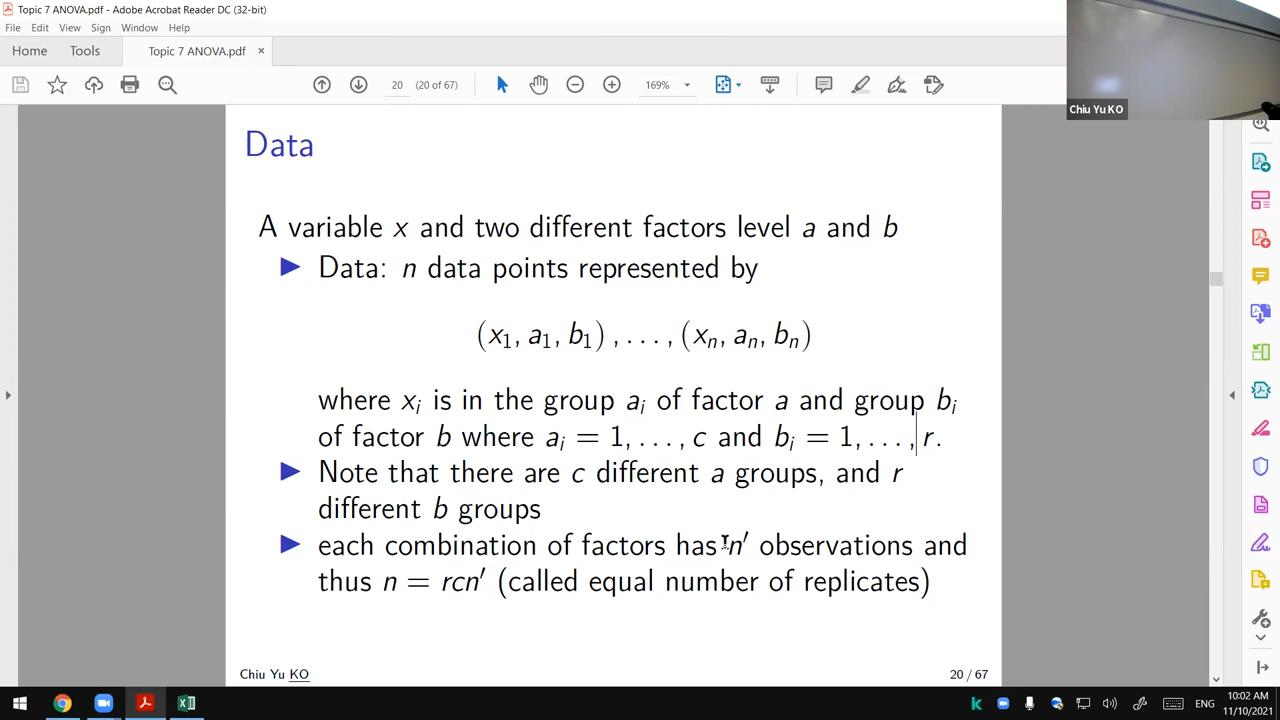 Topic 7 ANOVA.pdf - Adobe Acrobat Reader DC (32-bit)
File Edit View Sign Window Help
Home Tools Topic 7 ANOVA.pdf ×
20 (20 of 67) 169%
Chiu Yu KO
Data
A variable x and two different factors level a and b
▶ Data: n data points represented by
(x₁, a₁, b₁) , . . . , (xₙ, aₙ, bₙ)
where xᵢ is in the group aᵢ of factor a and group bᵢ
of factor b where aᵢ = 1, . . . , c and bᵢ = 1, . . . , r.
▶ Note that there are c different a groups, and r
different b groups
▶ each combination of factors has n′ observations and
thus n = rcn′ (called equal number of replicates)
Chiu Yu KO 20 / 67
ENG 10:02 AM
11/10/2021